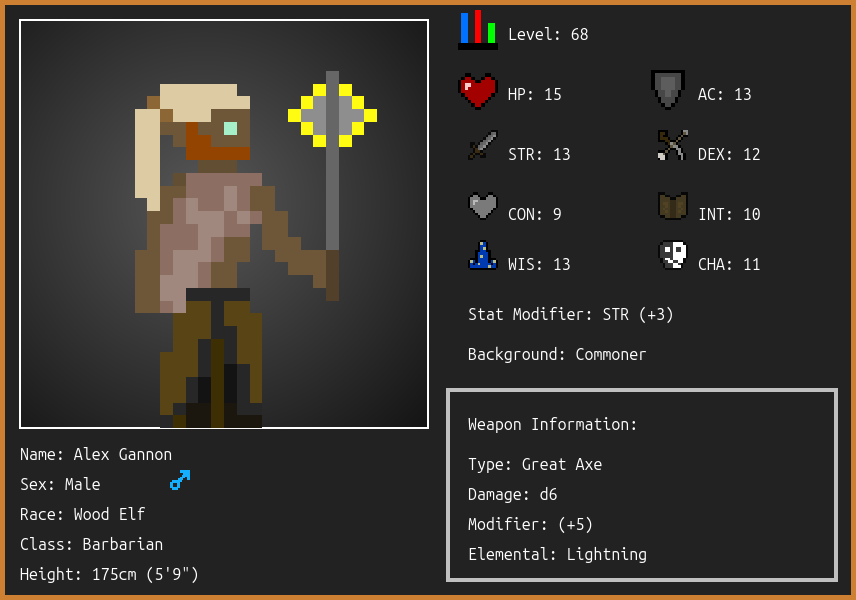 Level: 68
HP: 15
AC: 13
STR: 13
DEX: 12
CON: 9
INT: 10
WIS: 13
CHA: 11
Stat Modifier: STR (+3)
Background: Commoner
Weapon Information:
Type: Great Axe
Damage: d6
Modifier: (+5)
Elemental: Lightning
Name: Alex Gannon
Sex: Male
Race: Wood Elf
Class: Barbarian
Height: 175cm (5'9")